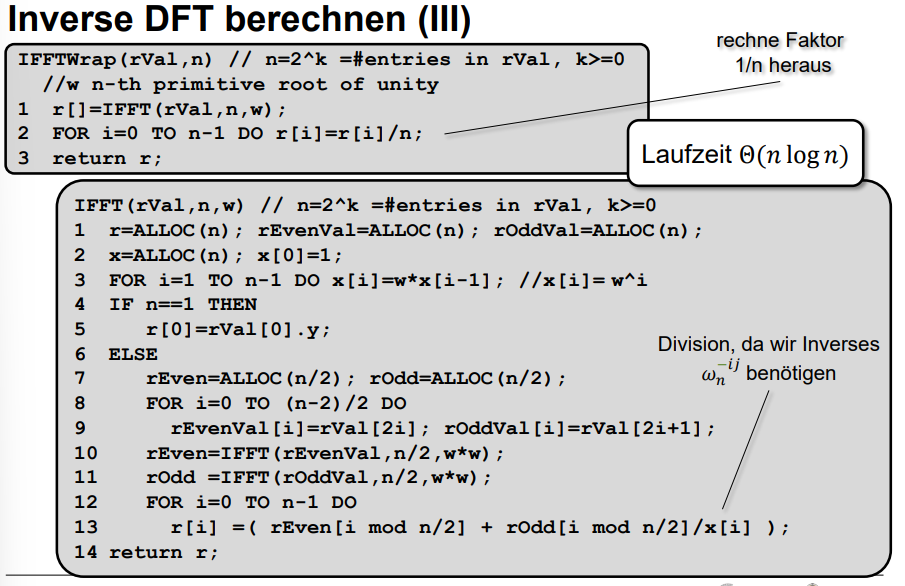 Inverse DFT berechnen (III)
IFFTWrap(rVal,n) // n=2^k =#entries in rVal, k>=0
//w n-th primitive root of unity
1 r[]=IFFT(rVal,n,w);
2 FOR i=0 TO n-1 DO r[i]=r[i]/n;
3 return r;
rechne Faktor
1/n heraus
Laufzeit Θ(n log n)
IFFT(rVal,n,w) // n=2^k =#entries in rVal, k>=0
1 r=ALLOC(n); rEvenVal=ALLOC(n); rOddVal=ALLOC(n);
2 x=ALLOC(n); x[0]=1;
3 FOR i=1 TO n-1 DO x[i]=w*x[i-1]; //x[i]= w^i
4 IF n==1 THEN
5 r[0]=rVal[0].y;
6 ELSE
7 rEven=ALLOC(n/2); rOdd=ALLOC(n/2);
8 FOR i=0 TO (n-2)/2 DO
9 rEvenVal[i]=rVal[2i]; rOddVal[i]=rVal[2i+1];
10 rEven=IFFT(rEvenVal,n/2,w*w);
11 rOdd =IFFT(rOddVal,n/2,w*w);
12 FOR i=0 TO n-1 DO
13 r[i] =( rEven[i mod n/2] + rOdd[i mod n/2]/x[i] );
14 return r;
Division, da wir Inverses
ω_n^{-ij} benötigen